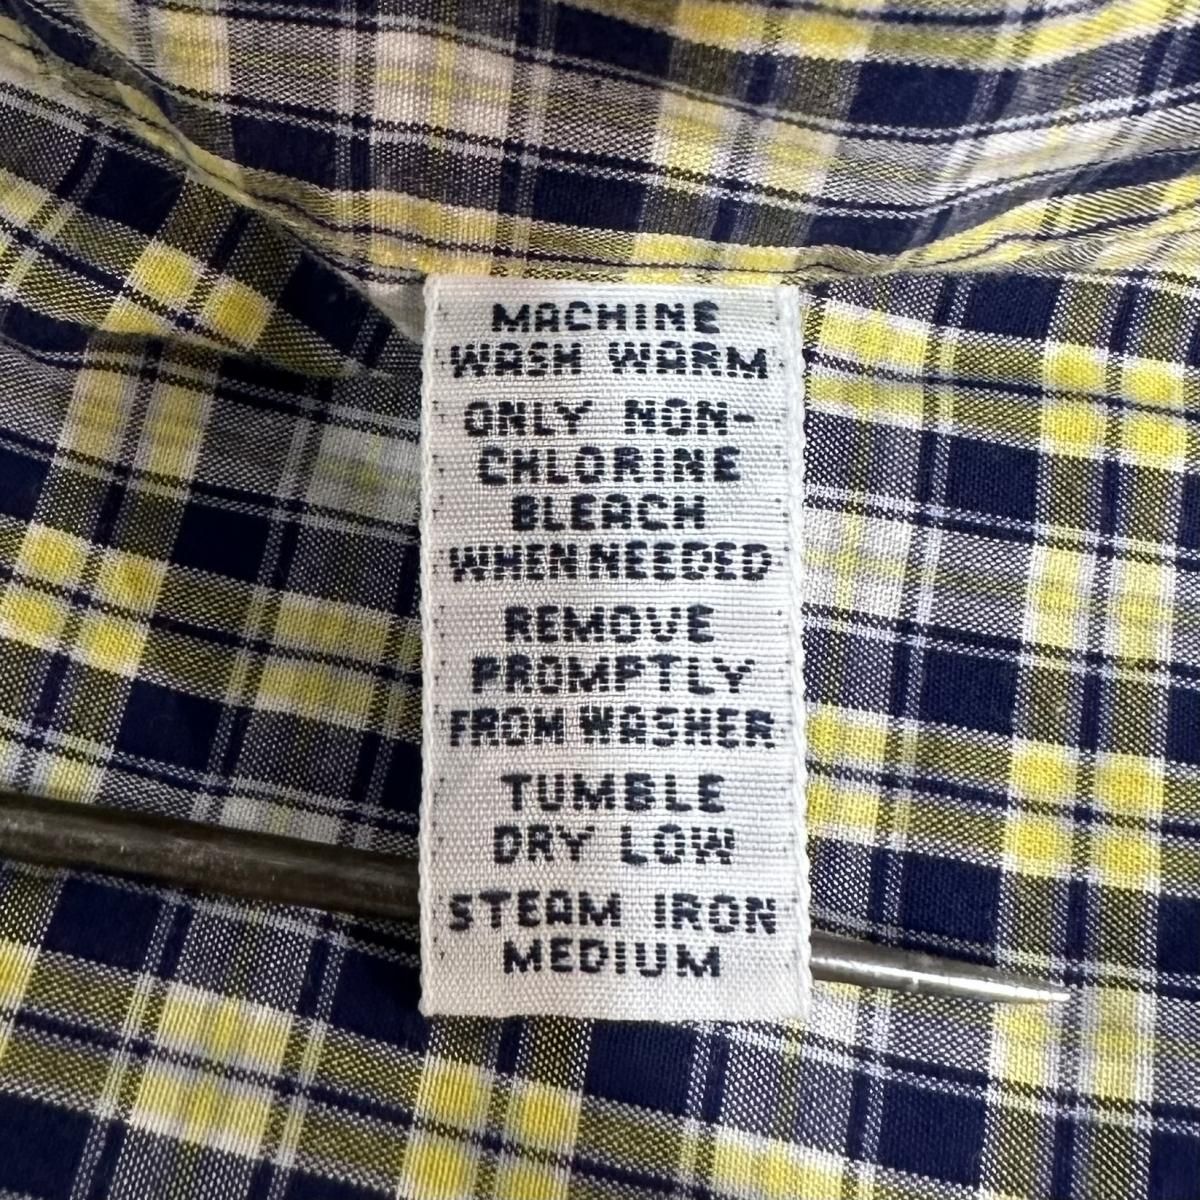 MACHINE
WASH WARM
ONLY NON-
CHLORINE
BLEACH
WHEN NEEDED
REMOVE
PROMPTLY
FROM WASHER
TUMBLE
DRY LOW
STEAM IRON
MEDIUM